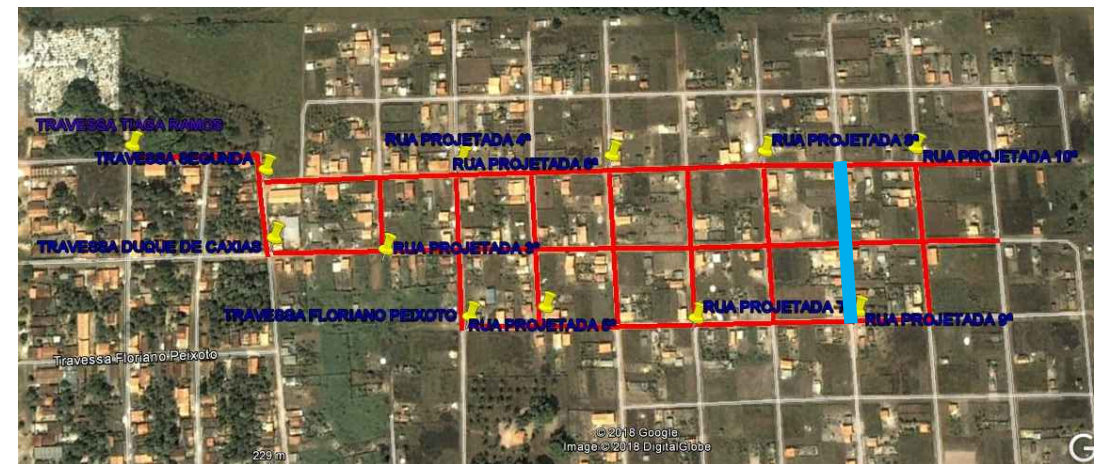 TRAVESSA TIAGA RAMOS
RUA PROJETADA 4ª
RUA PROJETADA 8ª
TRAVESSA SEGUNDA
RUA PROJETADA 6ª
RUA PROJETADA 10ª
TRAVESSA DUQUE DE CAXIAS
RUA PROJETADA 3ª
TRAVESSA FLORIANO PEIXOTO
RUA PROJETADA 5ª
RUA PROJETADA 7
RUA PROJETADA 9ª
Travessa Floriano Peixoto
© 2018 Google
Image © 2018 DigitalGlobe
229 m
G